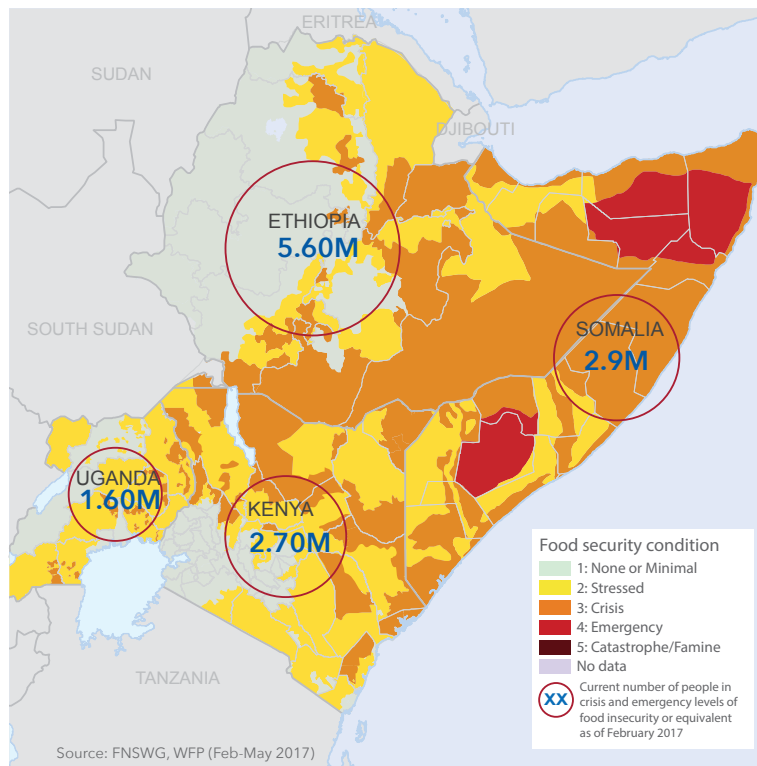 ERITREA
SUDAN
DJIBOUTI
ETHIOPIA
5.60M
SOUTH SUDAN
SOMALIA
2.9M
UGANDA
1.60M
KENYA
2.70M
TANZANIA
Food security condition
1: None or Minimal
2: Stressed
3: Crisis
4: Emergency
5: Catastrophe/Famine
No data
XX
Current number of people in
crisis and emergency levels of
food insecurity or equivalent
as of February 2017
Source: FNSWG, WFP (Feb-May 2017)